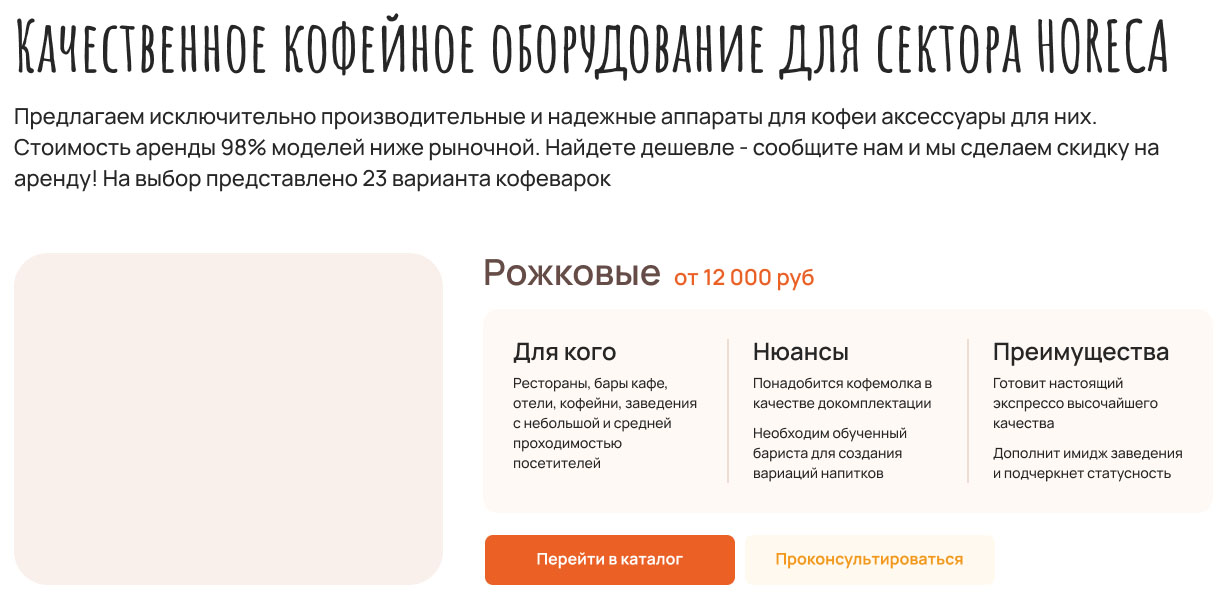 Качественное кофейное оборудование для сектора HORECA
Предлагаем исключительно производительные и надежные аппараты для кофеи аксессуары для них.
Стоимость аренды 98% моделей ниже рыночной. Найдете дешевле - сообщите нам и мы сделаем скидку на
аренду! На выбор представлено 23 варианта кофеварок
Рожковые от 12 000 руб
Для кого
Рестораны, бары кафе,
отели, кофейни, заведения
с небольшой и средней
проходимостью
посетителей
Нюансы
Понадобится кофемолка в
качестве докомплектации
Необходим обученный
бариста для создания
вариаций напитков
Преимущества
Готовит настоящий
экспрессо высочайшего
качества
Дополнит имидж заведения
и подчеркнет статусность
Перейти в каталог
Проконсультироваться